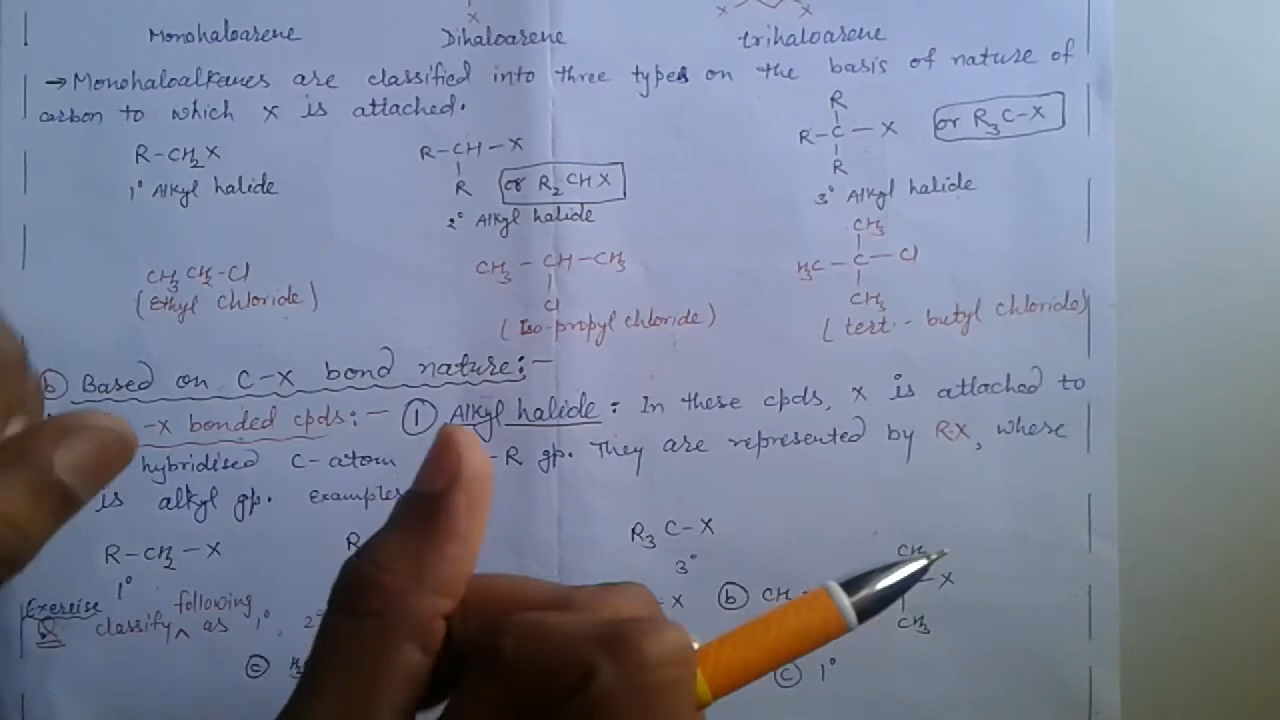 X X X
Monohaloarene Dihaloarene trihaloarene
→ Monohaloalkenes are classified into three types on the basis of nature of
carbon to which X is attached.
R-CH2X R-CH-X R R-C-X R or R3C-X
R or R2CHX
1° Alkyl halide 2° Alkyl halide 3° Alkyl halide
CH3CH2-Cl CH3-CH-CH3 Cl CH3 H3C-C-Cl CH3
(Ethyl chloride) (Iso-propyl chloride) (tert.-butyl chloride)
b Based on C-X bond nature:-
-X bonded cpds:- ① Alkyl halide: In these cpds, X is attached to
hybridised C-atom -R gp. They are represented by R-X, where
is alkyl gp. Examples
R-CH2-X R R3C-X CH3 -X CH3
1° 3°
Exercise
Q classify following as 1°, X (b) CH
(c) (c) 1°